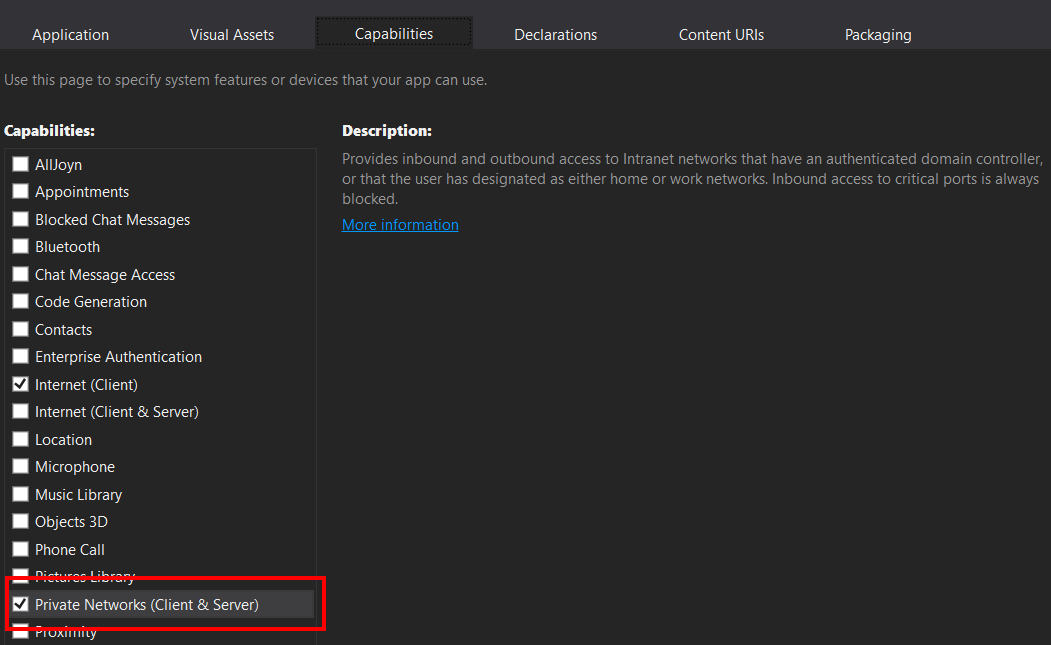 Application Visual Assets Capabilities Declarations Content URIs Packaging
Use this page to specify system features or devices that your app can use.
Capabilities:
AllJoyn
Appointments
Blocked Chat Messages
Bluetooth
Chat Message Access
Code Generation
Contacts
Enterprise Authentication
Internet (Client)
Internet (Client & Server)
Location
Microphone
Music Library
Objects 3D
Phone Call
Pictures Library
Private Networks (Client & Server)
Proximity
Description:
Provides inbound and outbound access to Intranet networks that have an authenticated domain controller,
or that the user has designated as either home or work networks. Inbound access to critical ports is always
blocked.
More information